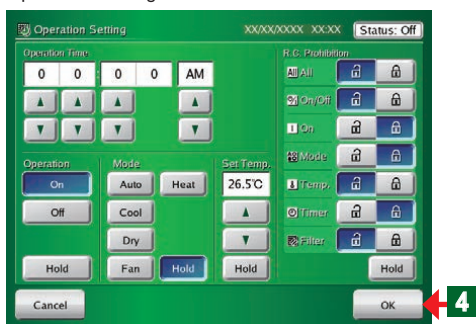 Operation Setting
XX/XX/XXXX XX:XX
Status: Off
Operation Time
0 0 : 0 0 AM
R.C. Prohibition
All All
On/Off
On
Mode
Temp.
Timer
Filter
Hold
Operation
On
Off
Hold
Mode
Auto Heat
Cool
Dry
Fan Hold
Set Temp.
26.5°C
Hold
Cancel
OK
4